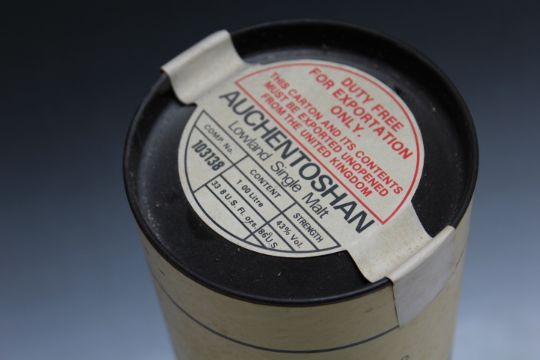 DUTY FREE
FOR EXPORTATION
ONLY.
THIS CARTON AND ITS CONTENTS
MUST BE EXPORTED UNOPENED
FROM THE UNITED KINGDOM
AUCHENTOSHAN
Lowland Single Malt
COMP. No. CONTENT STRENGTH
103138 1·00 Litre 43% Vol.
33·8 U.S. Fl. ozs. 86 U.S.